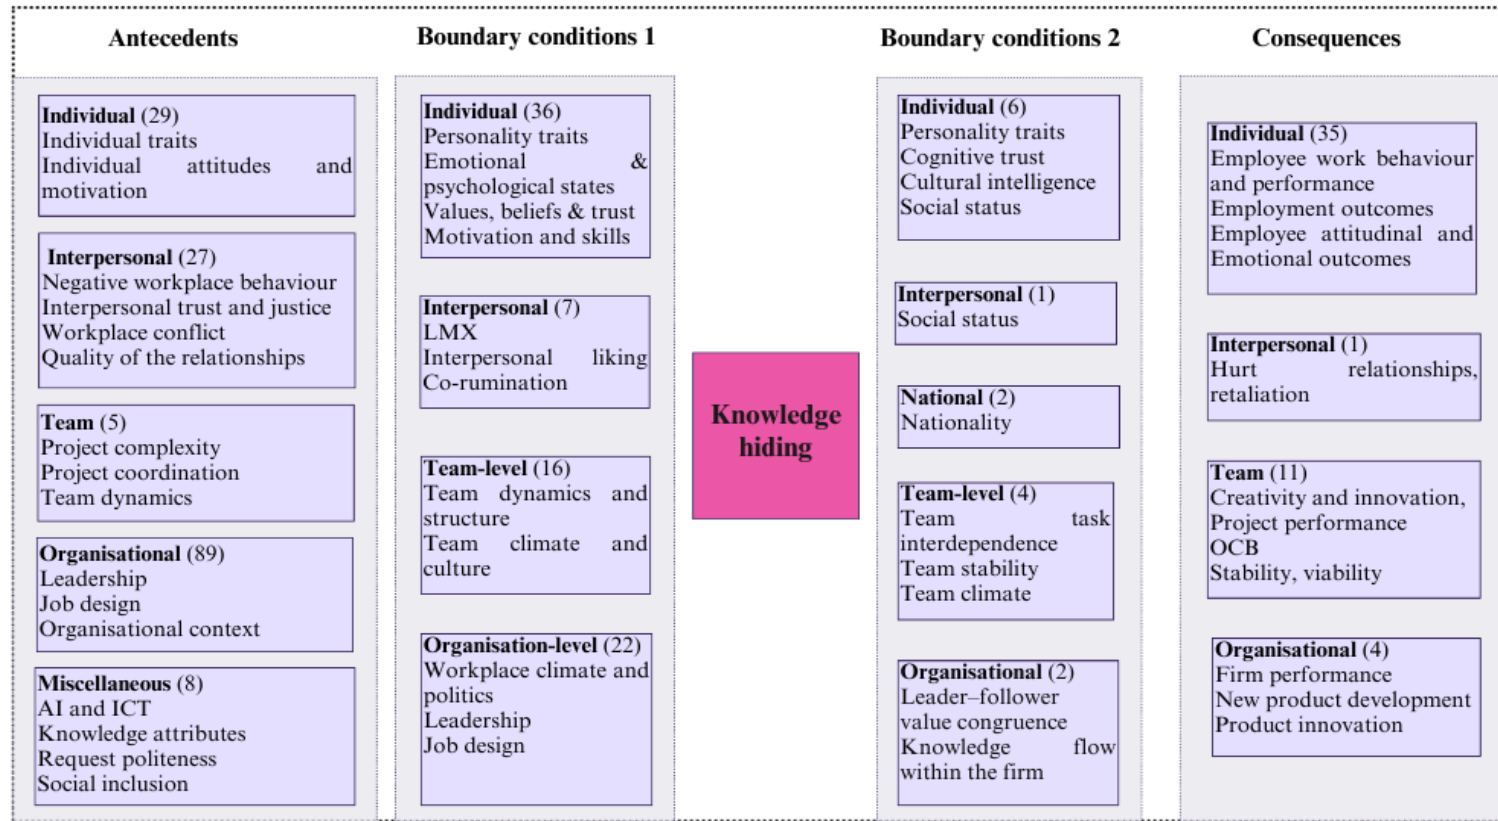 Antecedents
Individual (29)
Individual traits
Individual attitudes and
motivation
Interpersonal (27)
Negative workplace behaviour
Interpersonal trust and justice
Workplace conflict
Quality of the relationships
Team (5)
Project complexity
Project coordination
Team dynamics
Organisational (89)
Leadership
Job design
Organisational context
Miscellaneous (8)
AI and ICT
Knowledge attributes
Request politeness
Social inclusion
Boundary conditions 1
Individual (36)
Personality traits
Emotional &
psychological states
Values, beliefs & trust
Motivation and skills
Interpersonal (7)
LMX
Interpersonal liking
Co-rumination
Team-level (16)
Team dynamics and
structure
Team climate and
culture
Organisation-level (22)
Workplace climate and
politics
Leadership
Job design
Knowledge
hiding
Boundary conditions 2
Individual (6)
Personality traits
Cognitive trust
Cultural intelligence
Social status
Interpersonal (1)
Social status
National (2)
Nationality
Team-level (4)
Team task
interdependence
Team stability
Team climate
Organisational (2)
Leader–follower
value congruence
Knowledge flow
within the firm
Consequences
Individual (35)
Employee work behaviour
and performance
Employment outcomes
Employee attitudinal and
Emotional outcomes
Interpersonal (1)
Hurt relationships,
retaliation
Team (11)
Creativity and innovation,
Project performance
OCB
Stability, viability
Organisational (4)
Firm performance
New product development
Product innovation